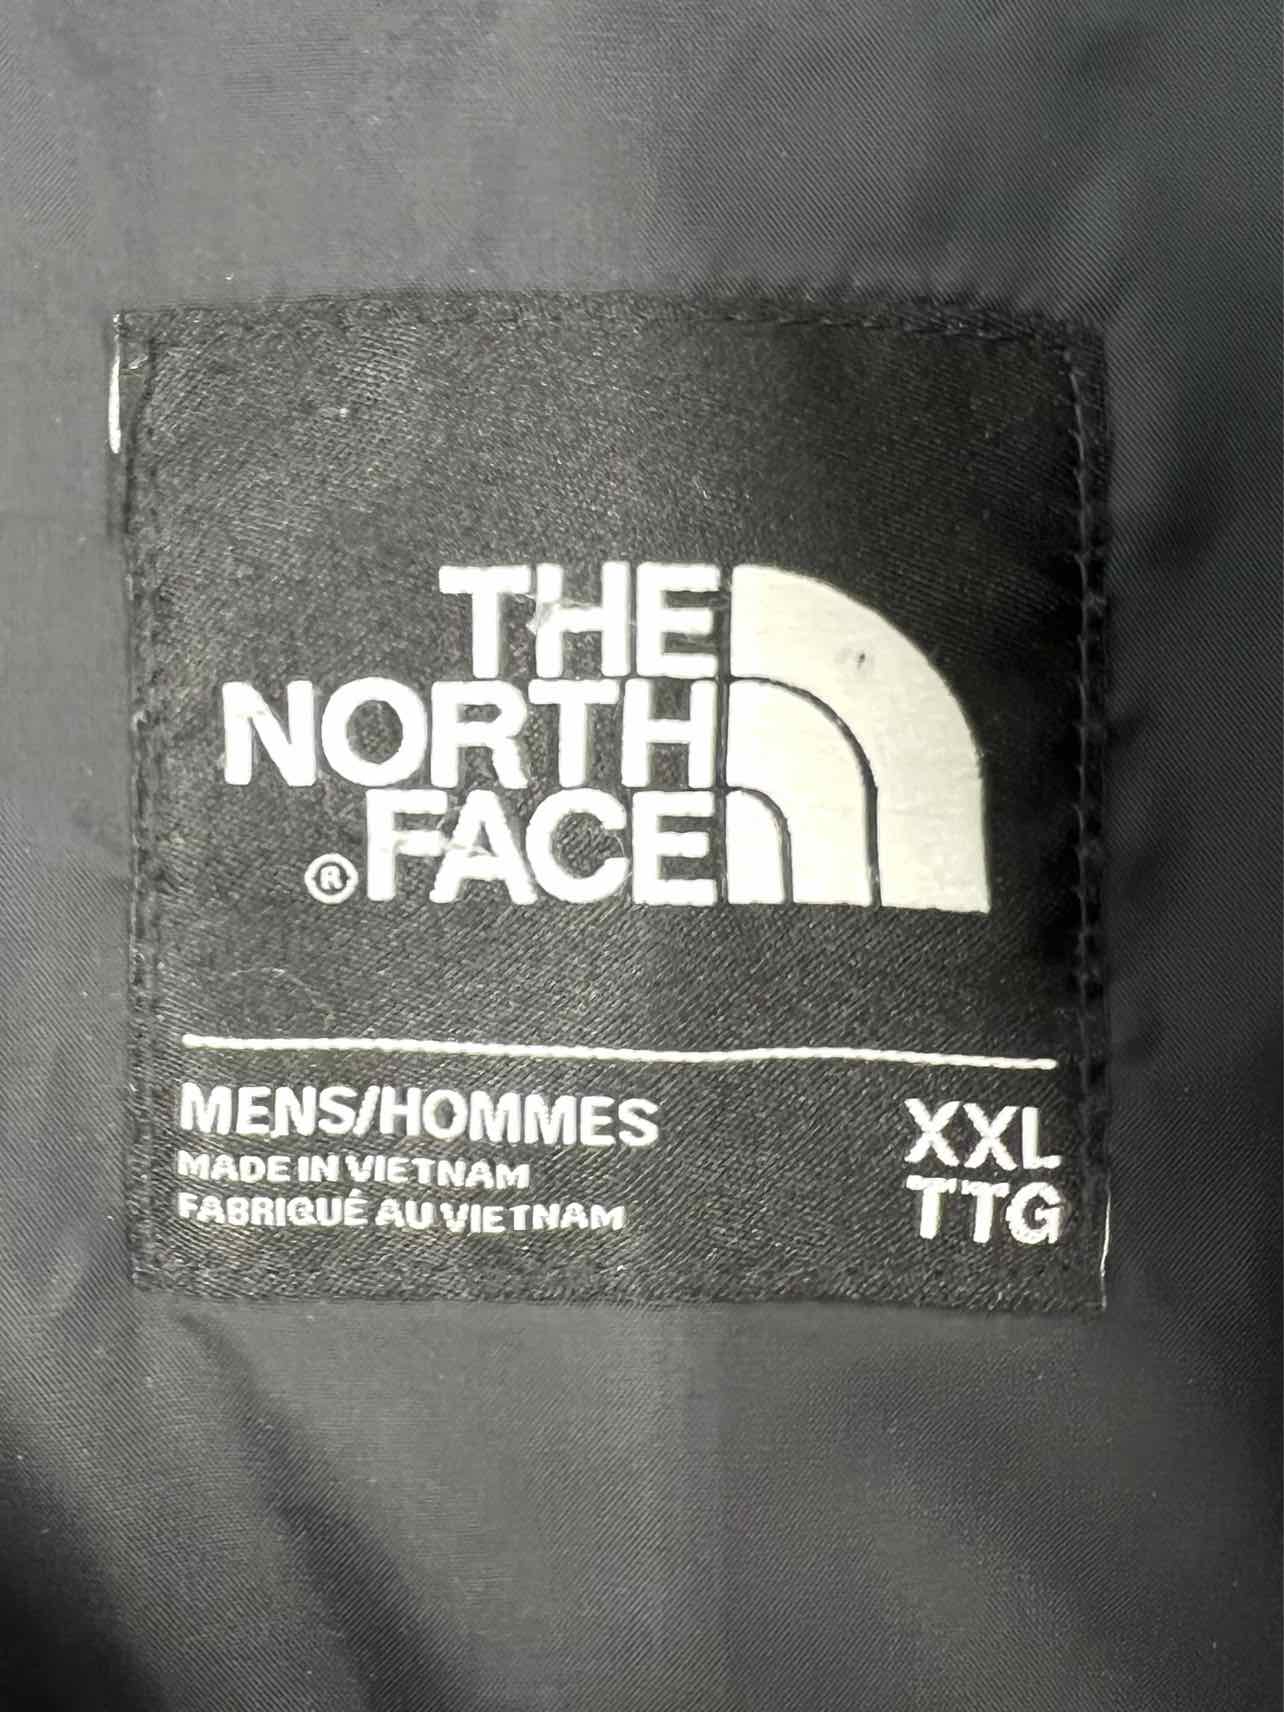 THE
NORTH
®FACE
MENS/HOMMES
MADE IN VIETNAM
FABRIQUÉ AU VIETNAM
XXL
TTG